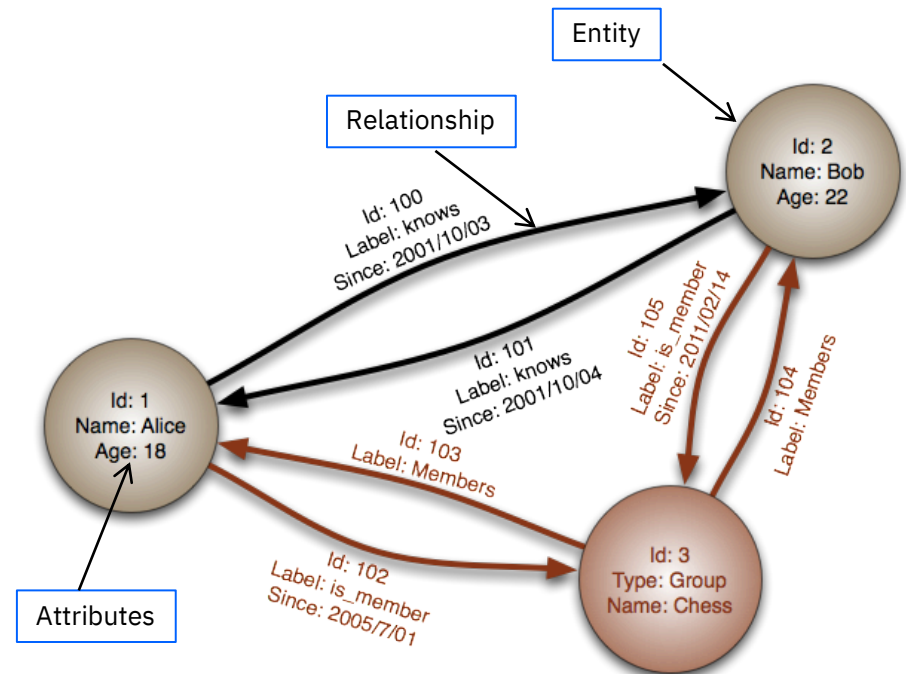 Entity
Relationship
Id: 2
Name: Bob
Age: 22
Id: 100
Label: knows
Since: 2001/10/03
Id: 101
Label: knows
Since: 2001/10/04
Id: 105
Label: is_member
Since: 2011/02/14
Id: 104
Label: Members
Id: 1
Name: Alice
Age: 18
Id: 103
Label: Members
Id: 102
Label: is_member
Since: 2005/7/01
Id: 3
Type: Group
Name: Chess
Attributes